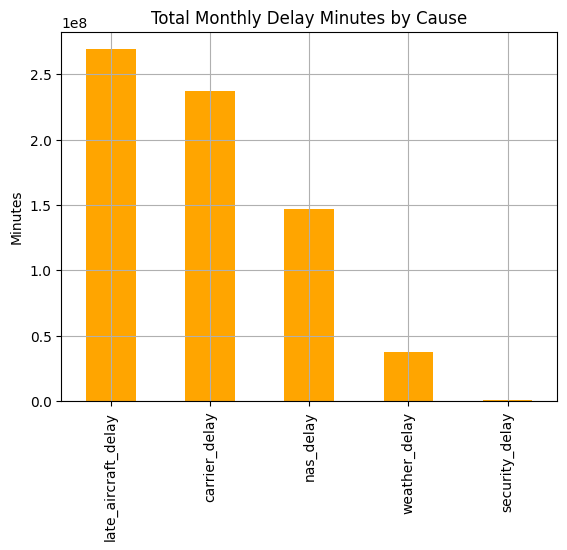 Total Monthly Delay Minutes by Cause
1e8
2.5
2.0
1.5
1.0
0.5
0.0
Minutes
late_aircraft_delay
carrier_delay
nas_delay
weather_delay
security_delay